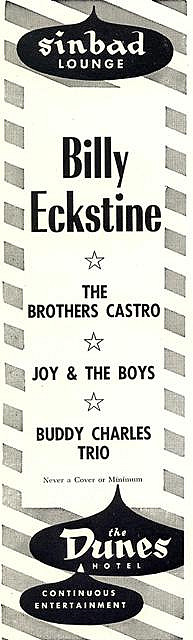 sinbad
LOUNGE
Billy
Eckstine
THE
BROTHERS CASTRO
JOY & THE BOYS
BUDDY CHARLES
TRIO
Never a Cover or Minimum
the
Dunes
HOTEL
CONTINUOUS
ENTERTAINMENT